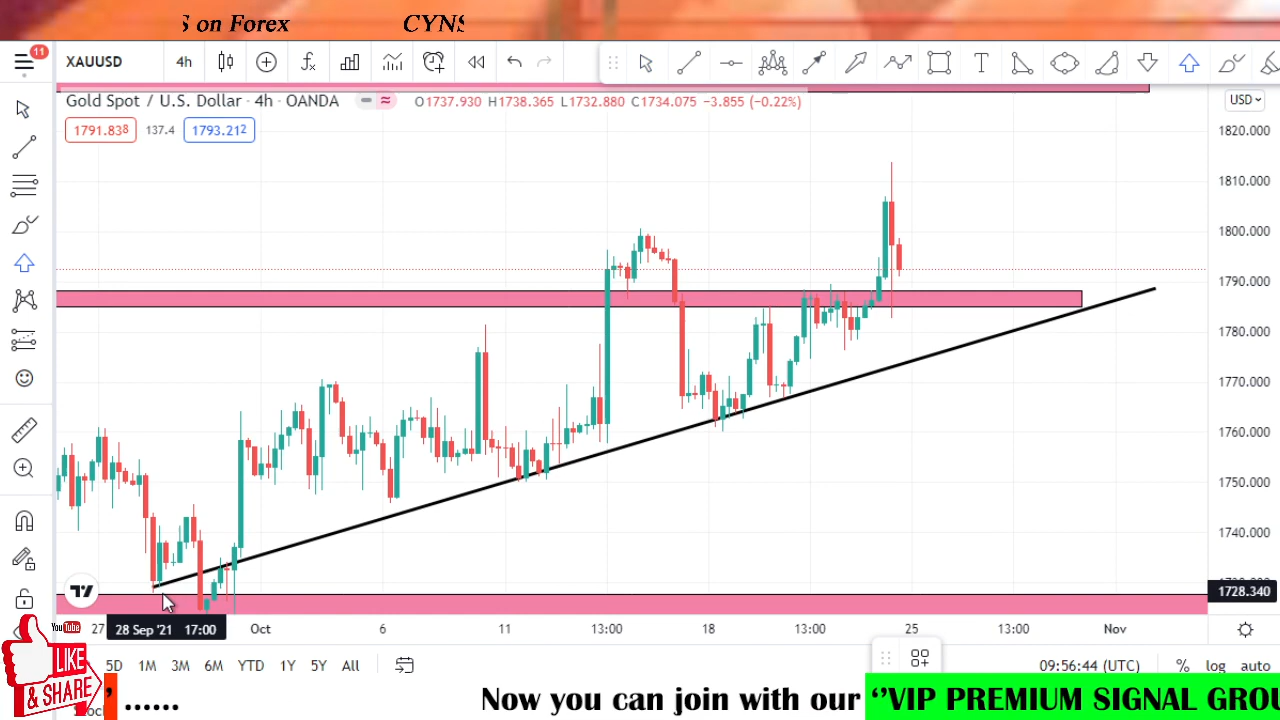 S on Forex CYNS
11
XAUUSD 4h
Gold Spot / U.S. Dollar · 4h · OANDA O1737.930 H1738.365 L1732.880 C1734.075 −3.855 (−0.22%)
USD
1791.838 137.4 1793.212
1820.000
1810.000
1800.000
1790.000
1780.000
1770.000
1760.000
1750.000
1740.000
1728.340
27 28 Sep '21 17:00 Oct 6 11 13:00 18 13:00 25 13:00 Nov
You Tube
LIKE
& SHARE
5D 1M 3M 6M YTD 1Y 5Y All 09:56:44 (UTC) % log auto
’ ...... Now you can join with our ‘’VIP PREMIUM SIGNAL GROU